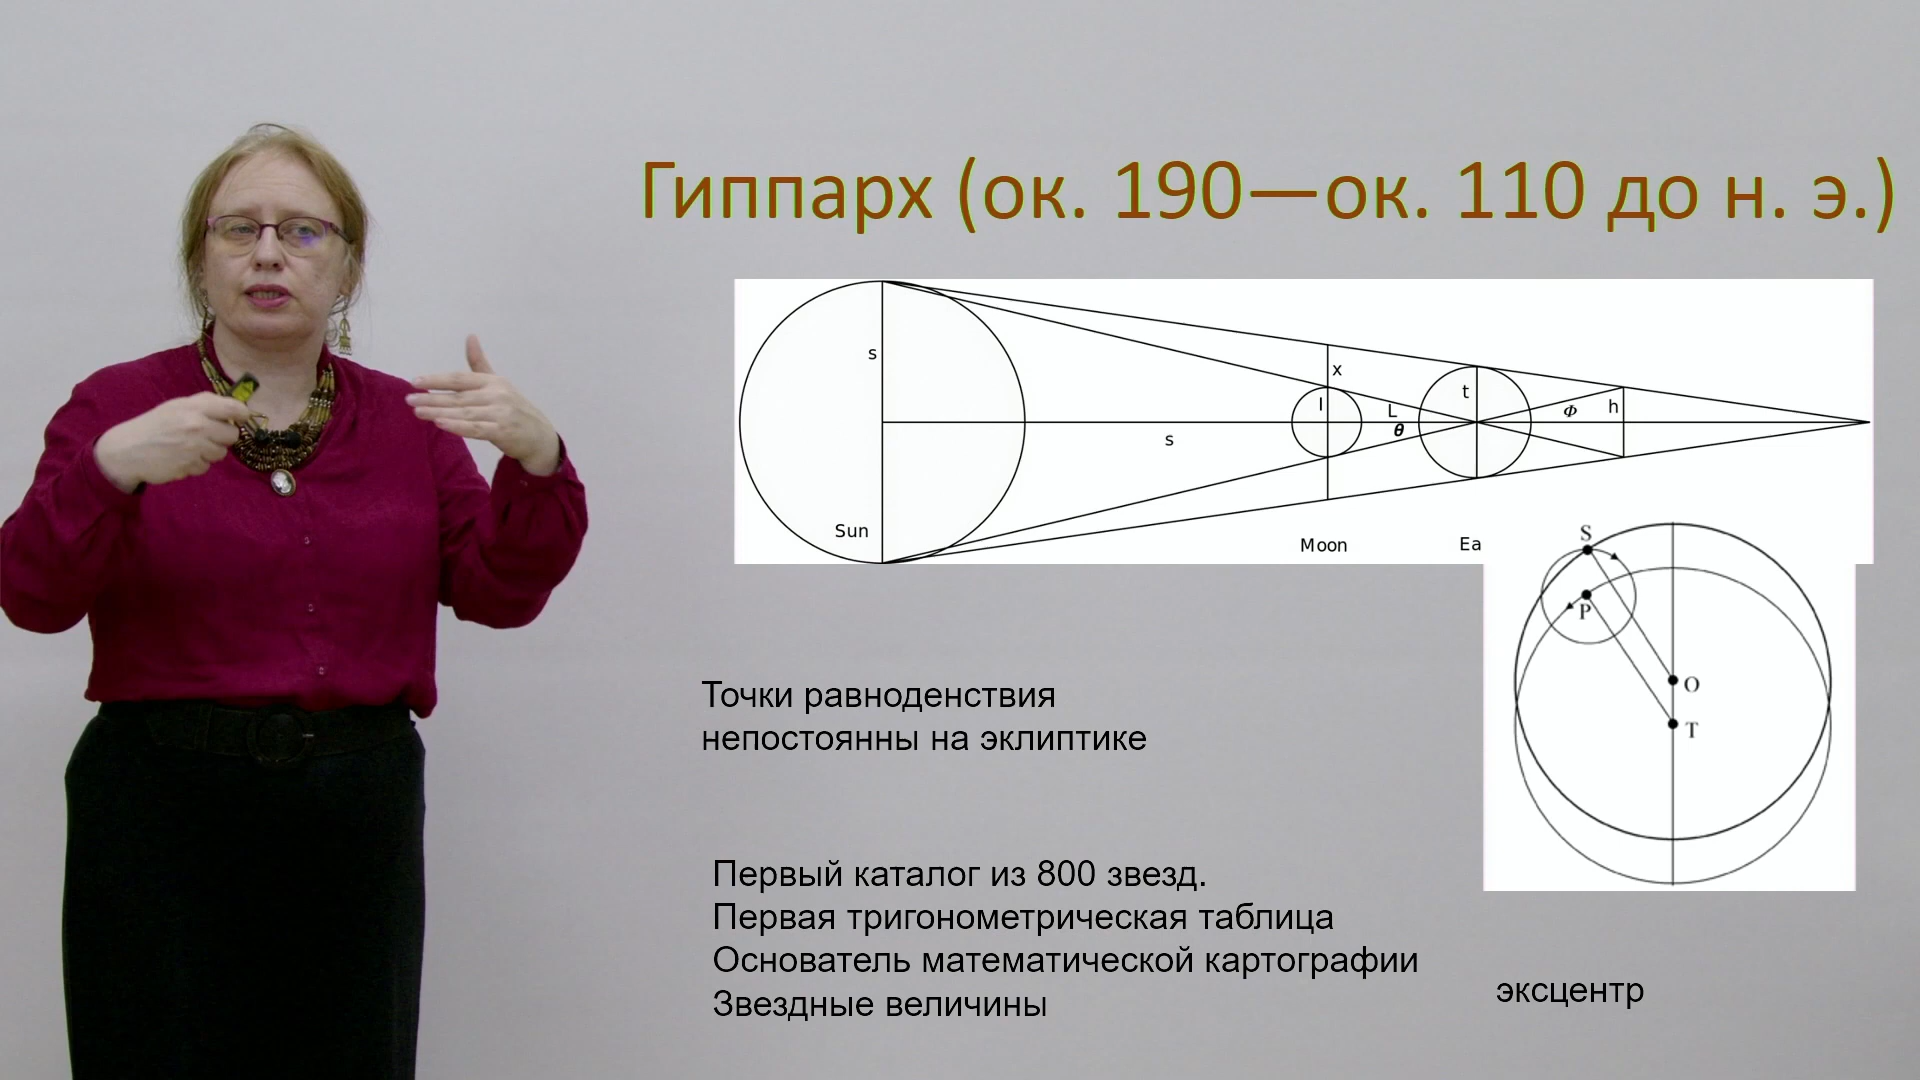 Гиппарх (ок. 190—ок. 110 до н. э.)
s
x
l
L
θ
t
Φ
h
s
Sun
Moon
Ea
S
P
O
T
Точки равноденствия
непостоянны на эклиптике
Первый каталог из 800 звезд.
Первая тригонометрическая таблица
Основатель математической картографии
Звездные величины
эксцентр